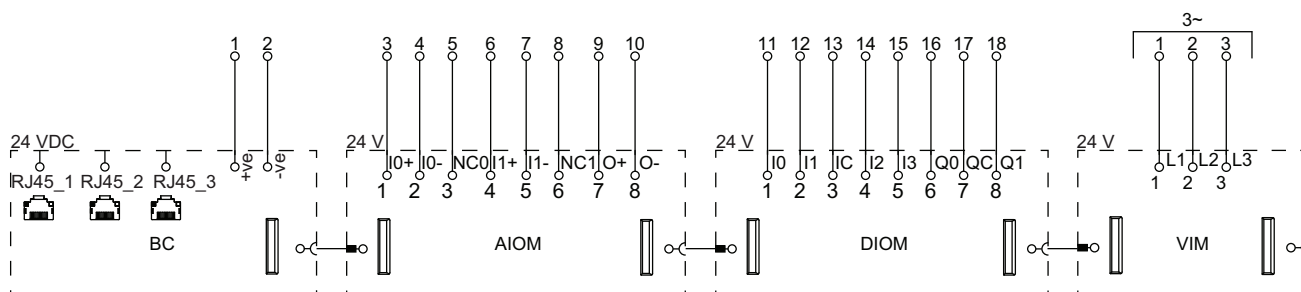 3~
1 2 3 4 5 6 7 8 9 10 11 12 13 14 15 16 17 18 1 2 3
24 VDC 24 V 24 V 24 V
+ve -ve I0+ I0- NC0 I1+ I1- NC1 O+ O- I0 I1 IC I2 I3 Q0 QC Q1 L1 L2 L3
RJ45_1 RJ45_2 RJ45_3 1 2 3 4 5 6 7 8 1 2 3 4 5 6 7 8 1 2 3
BC AIOM DIOM VIM